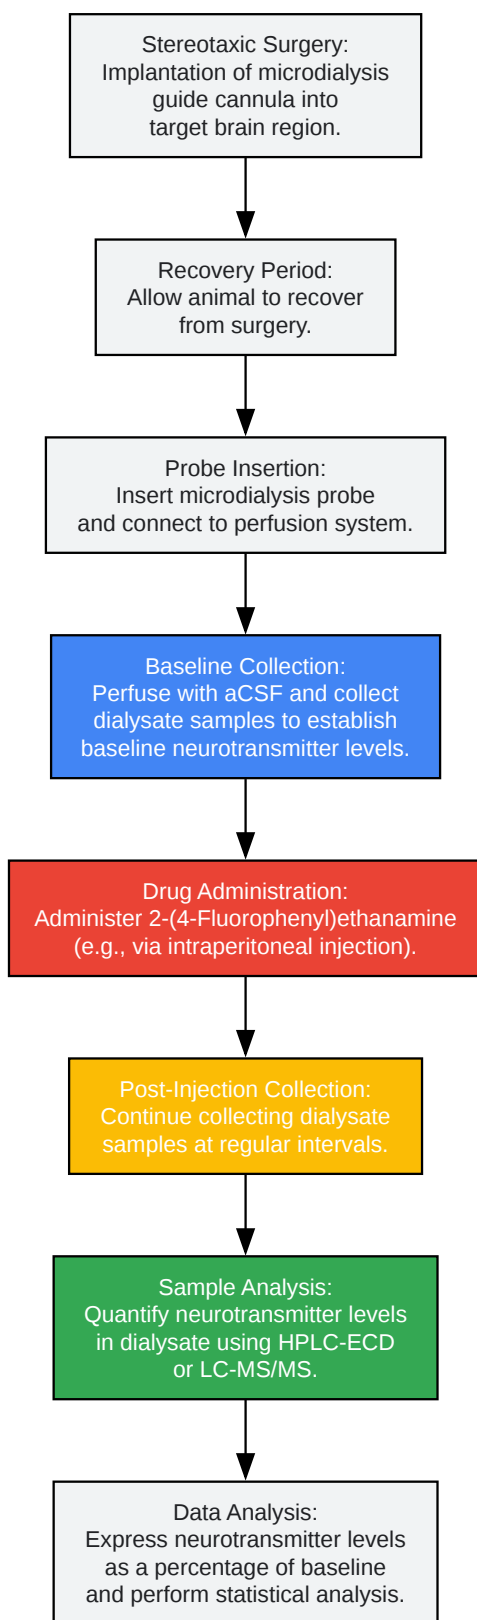 Stereotaxic Surgery:
Implantation of microdialysis
guide cannula into
target brain region.
Recovery Period:
Allow animal to recover
from surgery.
Probe Insertion:
Insert microdialysis probe
and connect to perfusion system.
Baseline Collection:
Perfuse with aCSF and collect
dialysate samples to establish
baseline neurotransmitter levels.
Drug Administration:
Administer 2-(4-Fluorophenyl)ethanamine
(e.g., via intraperitoneal injection).
Post-Injection Collection:
Continue collecting dialysate
samples at regular intervals.
Sample Analysis:
Quantify neurotransmitter levels
in dialysate using HPLC-ECD
or LC-MS/MS.
Data Analysis:
Express neurotransmitter levels
as a percentage of baseline
and perform statistical analysis.